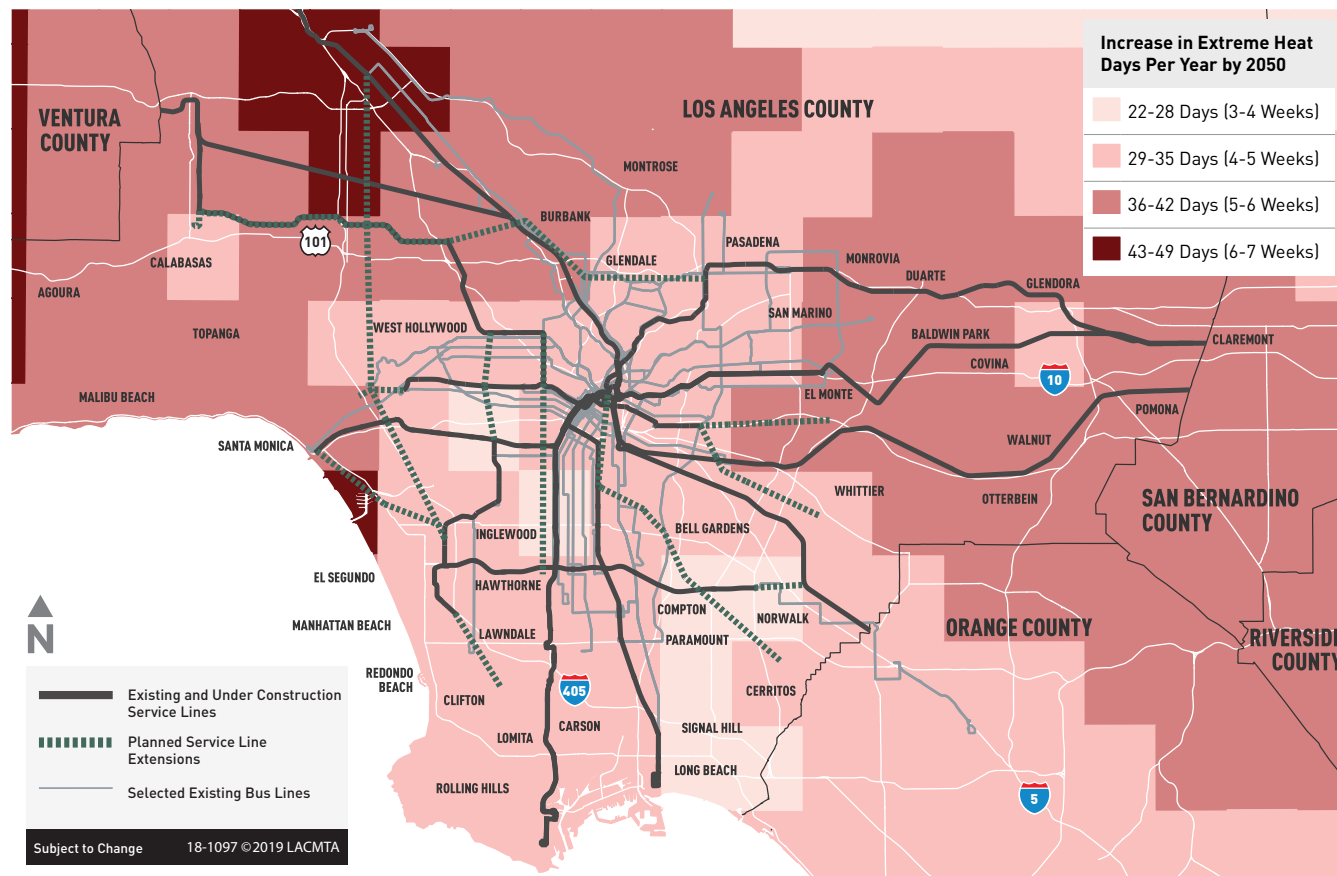 Increase in Extreme Heat
Days Per Year by 2050
22-28 Days (3-4 Weeks)
29-35 Days (4-5 Weeks)
36-42 Days (5-6 Weeks)
43-49 Days (6-7 Weeks)
VENTURA
COUNTY
LOS ANGELES COUNTY
MONTROSE
BURBANK
101
PASADENA
CALABASAS
GLENDALE
MONROVIA
DUARTE
GLENDORA
AGOURA
SAN MARINO
WEST HOLLYWOOD
TOPANGA
BALDWIN PARK
CLAREMONT
COVINA
10
MALIBU BEACH
EL MONTE
POMONA
SANTA MONICA
WALNUT
WHITTIER
OTTERBEIN
SAN BERNARDINO
COUNTY
BELL GARDENS
INGLEWOOD
EL SEGUNDO
HAWTHORNE
COMPTON
NORWALK
MANHATTAN BEACH
LAWNDALE
PARAMOUNT
ORANGE COUNTY
RIVERSIDE
COUNTY
REDONDO
BEACH
CLIFTON
405
CERRITOS
CARSON
SIGNAL HILL
LOMITA
LONG BEACH
ROLLING HILLS
5
N
Existing and Under Construction
Service Lines
Planned Service Line
Extensions
Selected Existing Bus Lines
Subject to Change 18-1097 ©2019 LACMTA